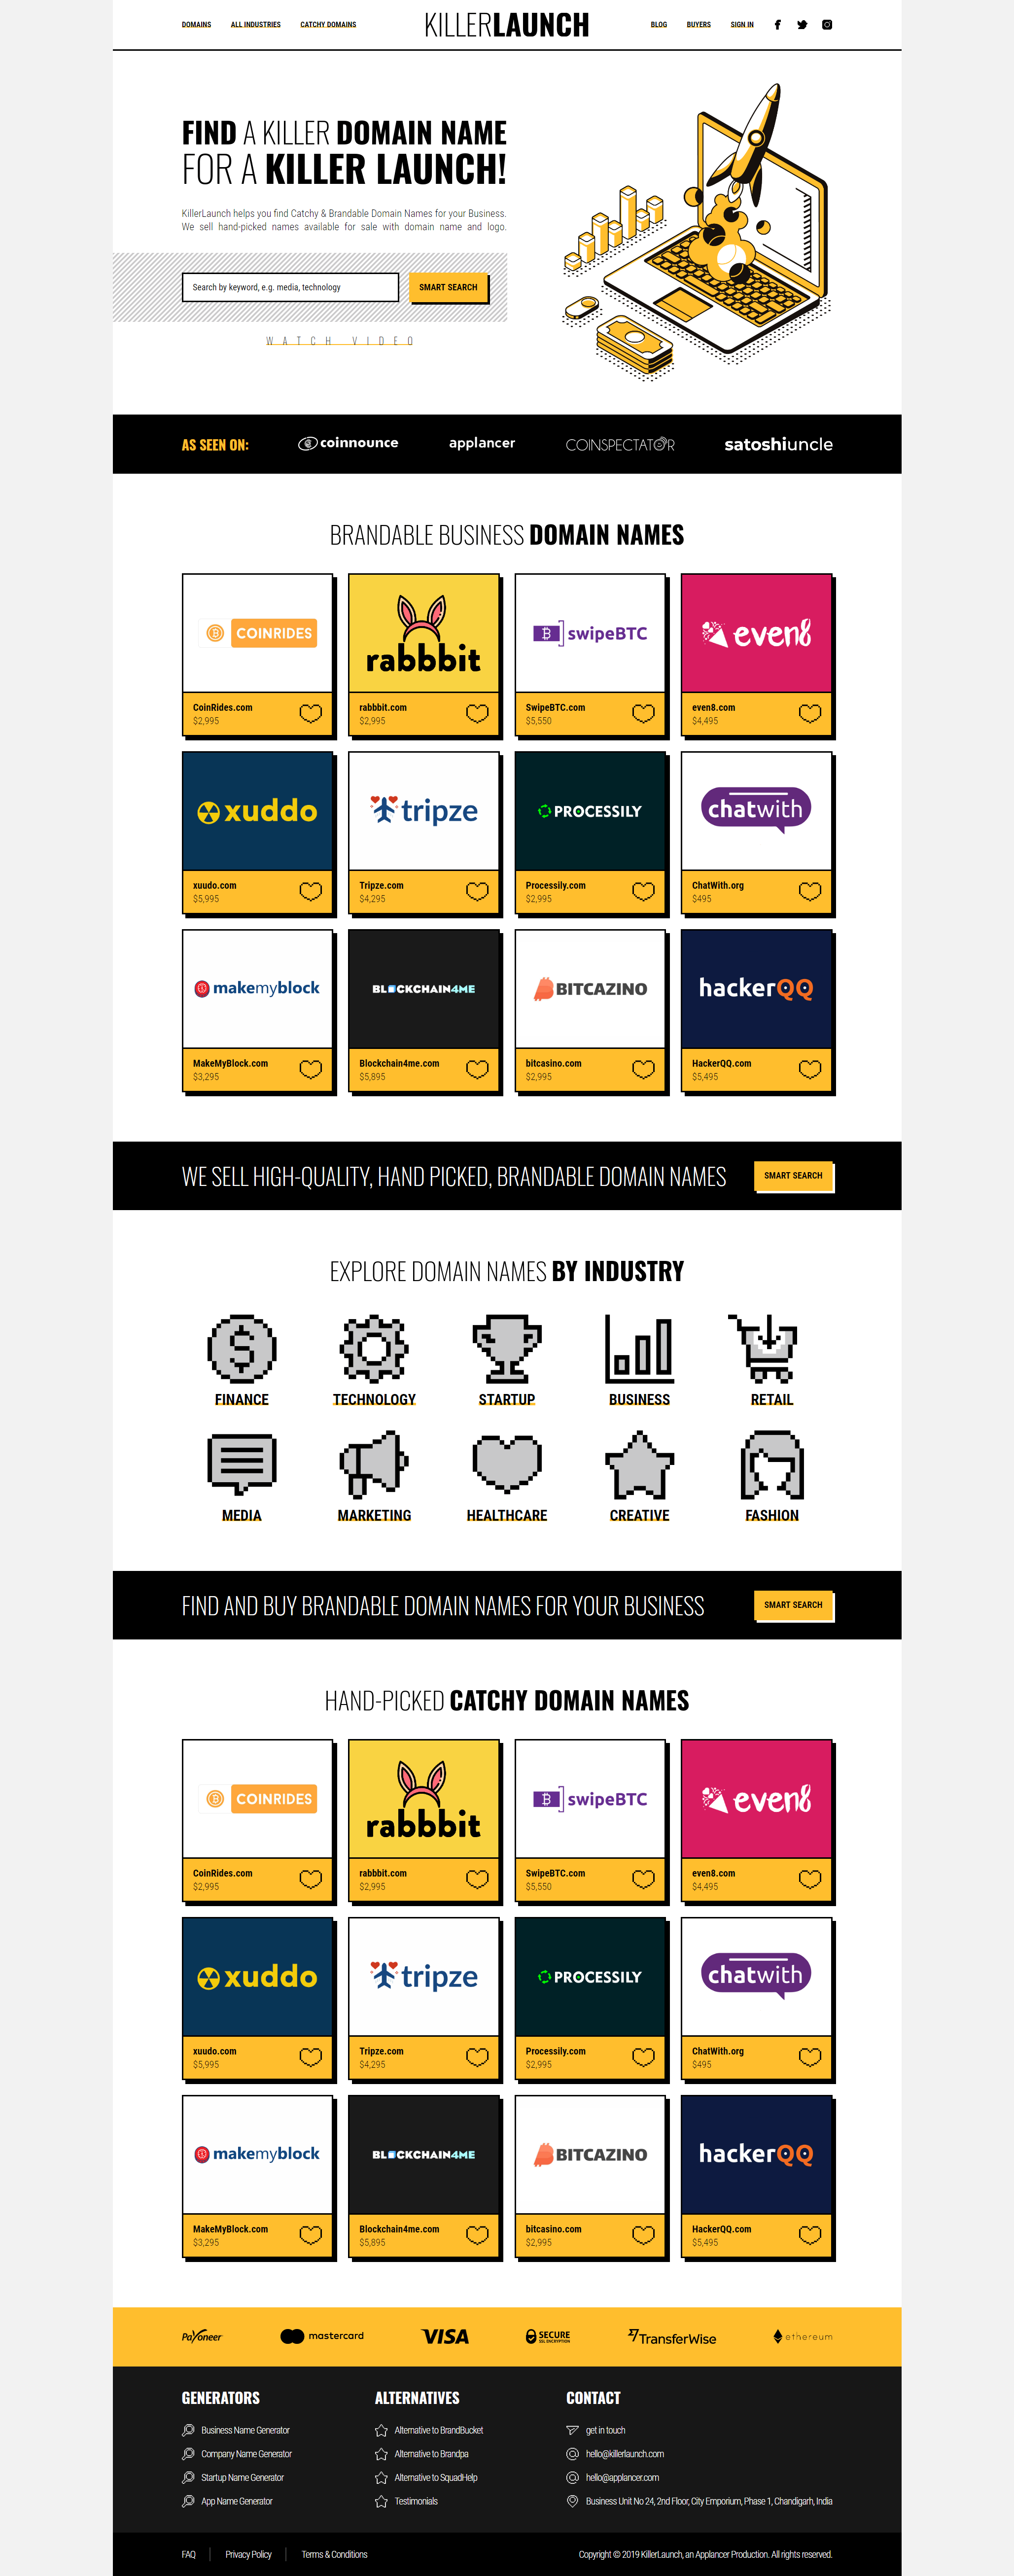 DOMAINS ALL INDUSTRIES CATCHY DOMAINS KILLERLAUNCH BLOG BUYERS SIGN IN
FIND A KILLER DOMAIN NAME
FOR A KILLER LAUNCH!
KillerLaunch helps you find Catchy & Brandable Domain Names for your Business.
We sell hand-picked names available for sale with domain name and logo.
Search by keyword, e.g. media, technology SMART SEARCH
WATCH VIDEO
AS SEEN ON: coinnounce applancer COINSPECTATOR satoshiuncle
BRANDABLE BUSINESS DOMAIN NAMES
COINRIDES rabbbit swipeBTC even8
CoinRides.com rabbbit.com SwipeBTC.com even8.com
$2,995 $2,995 $5,550 $4,495
xuddo tripze PROCESSILY chatwith
xuudo.com Tripze.com Processily.com ChatWith.org
$5,995 $4,295 $2,995 $495
makemyblock BLOCKCHAIN4ME BITCAZINO hackerQQ
MakeMyBlock.com Blockchain4me.com bitcasino.com HackerQQ.com
$3,295 $5,895 $2,995 $5,495
WE SELL HIGH-QUALITY, HAND PICKED, BRANDABLE DOMAIN NAMES SMART SEARCH
EXPLORE DOMAIN NAMES BY INDUSTRY
FINANCE TECHNOLOGY STARTUP BUSINESS RETAIL
MEDIA MARKETING HEALTHCARE CREATIVE FASHION
FIND AND BUY BRANDABLE DOMAIN NAMES FOR YOUR BUSINESS SMART SEARCH
HAND-PICKED CATCHY DOMAIN NAMES
COINRIDES rabbbit swipeBTC even8
CoinRides.com rabbbit.com SwipeBTC.com even8.com
$2,995 $2,995 $5,550 $4,495
xuddo tripze PROCESSILY chatwith
xuudo.com Tripze.com Processily.com ChatWith.org
$5,995 $4,295 $2,995 $495
makemyblock BLOCKCHAIN4ME BITCAZINO hackerQQ
MakeMyBlock.com Blockchain4me.com bitcasino.com HackerQQ.com
$3,295 $5,895 $2,995 $5,495
Payoneer mastercard VISA SECURE SSL ENCRYPTION TransferWise ethereum
GENERATORS ALTERNATIVES CONTACT
Business Name Generator Alternative to BrandBucket get in touch
Company Name Generator Alternative to Brandpa hello@killerlaunch.com
Startup Name Generator Alternative to SquadHelp hello@applancer.com
App Name Generator Testimonials Business Unit No 24, 2nd Floor, City Emporium, Phase 1, Chandigarh, India
FAQ Privacy Policy Terms & Conditions Copyright © 2019 KillerLaunch, an Applancer Production. All rights reserved.